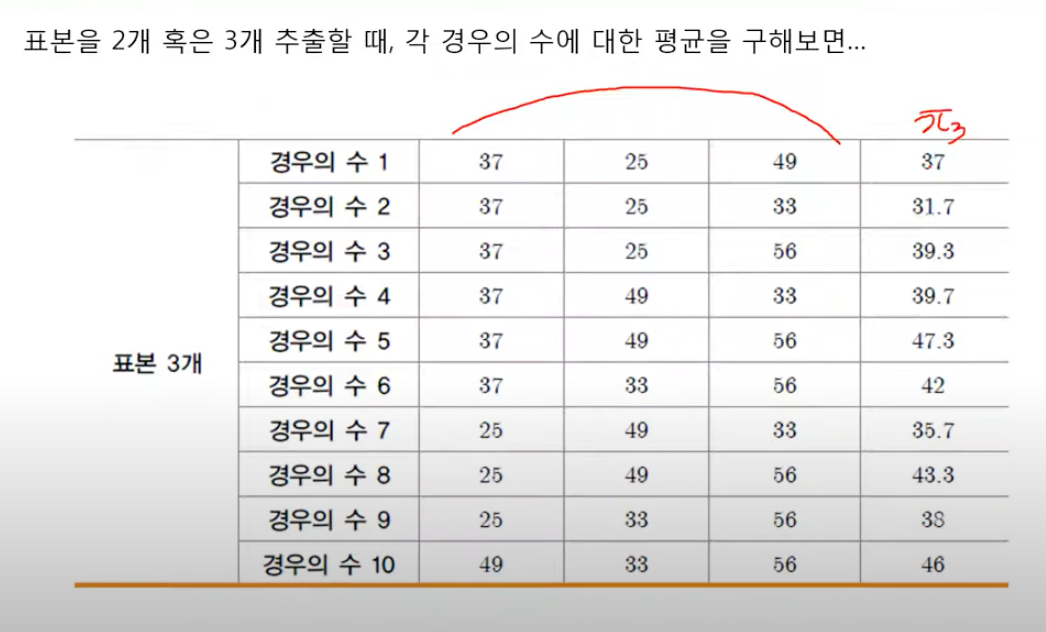 표본을 2개 혹은 3개 추출할 때, 각 경우의 수에 대한 평균을 구해보면...
x̄₃
경우의 수 1 37 25 49 37
경우의 수 2 37 25 33 31.7
경우의 수 3 37 25 56 39.3
경우의 수 4 37 49 33 39.7
경우의 수 5 37 49 56 47.3
표본 3개
경우의 수 6 37 33 56 42
경우의 수 7 25 49 33 35.7
경우의 수 8 25 49 56 43.3
경우의 수 9 25 33 56 38
경우의 수 10 49 33 56 46